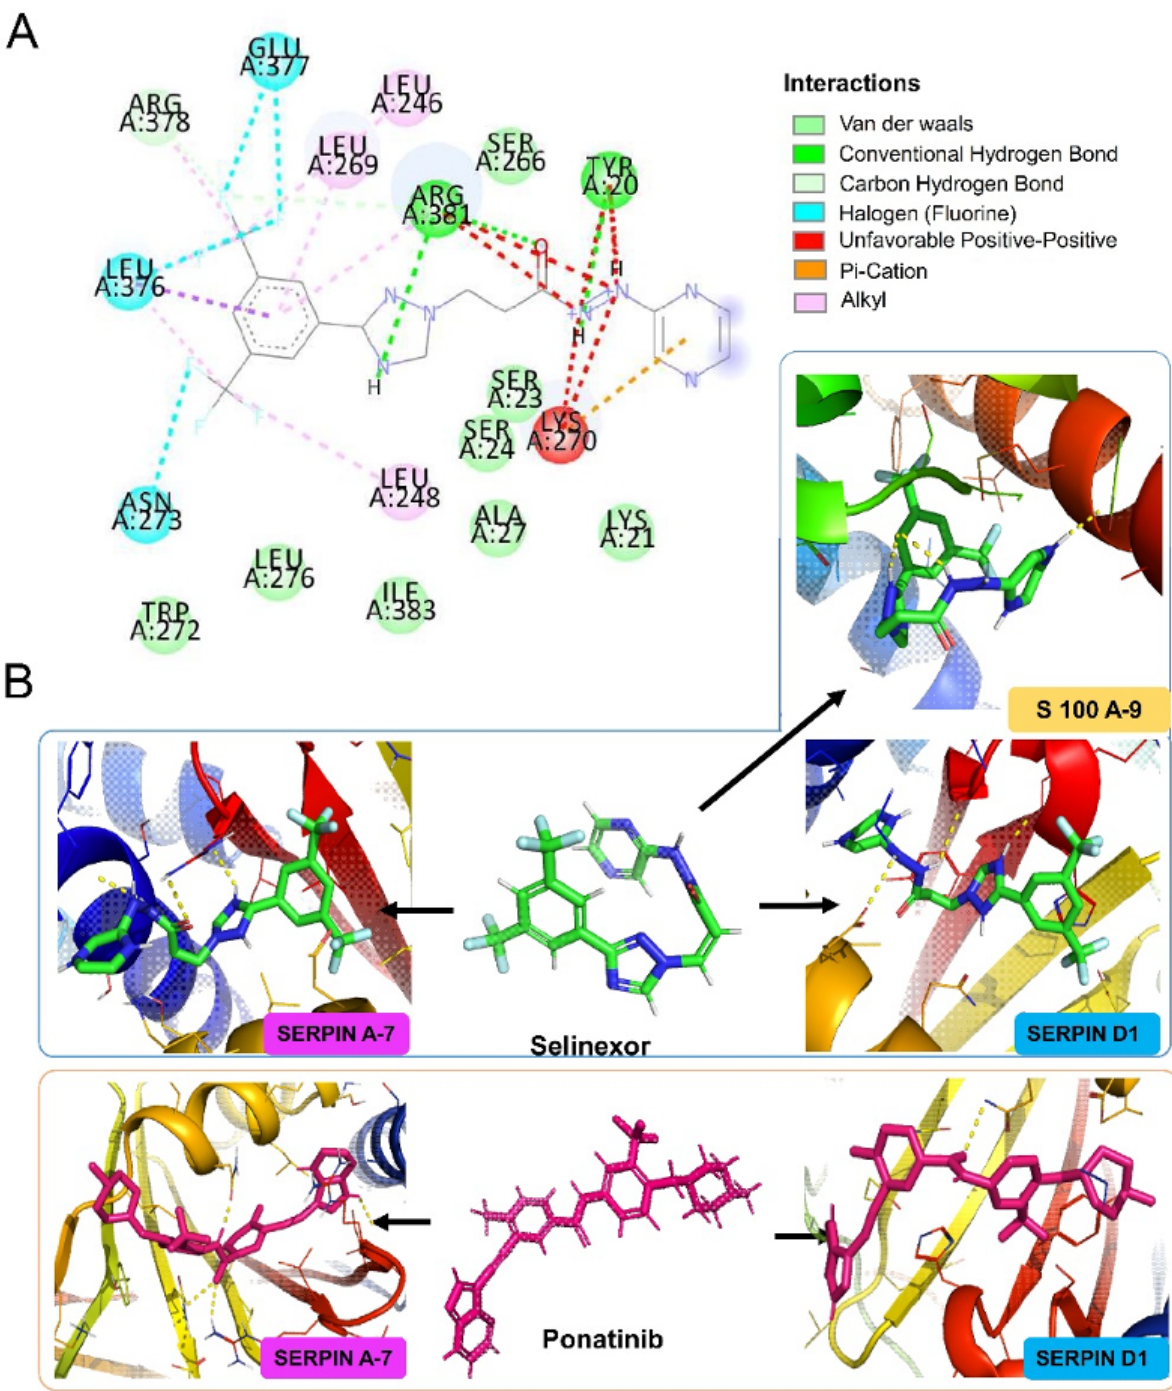 A
GLU
A:377
LEU
A:246
ARG
A:378
LEU
A:269
SER
A:266
TYR
A:20
ARG
A:381
LEU
A:376
O
H
N
N
N
N
N
N
N
H
H
SER
A:23
SER
A:24
LYS
A:270
LEU
A:248
ASN
A:273
ALA
A:27
LYS
A:21
LEU
A:276
ILE
A:383
TRP
A:272
Interactions
Van der waals
Conventional Hydrogen Bond
Carbon Hydrogen Bond
Halogen (Fluorine)
Unfavorable Positive-Positive
Pi-Cation
Alkyl
B
S 100 A-9
SERPIN A-7
Selinexor
SERPIN D1
SERPIN A-7
Ponatinib
SERPIN D1